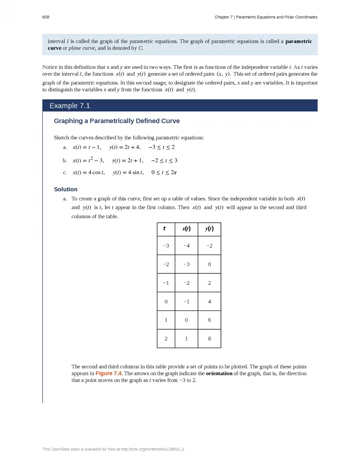 608 Chapter 7 | Parametric Equations and Polar Coordinates
interval I is called the graph of the parametric equations. The graph of parametric equations is called a parametric
curve or plane curve, and is denoted by C.
Notice in this definition that x and y are used in two ways. The first is as functions of the independent variable t. As t varies
over the interval I, the functions x(t) and y(t) generate a set of ordered pairs (x, y). This set of ordered pairs generates the
graph of the parametric equations. In this second usage, to designate the ordered pairs, x and y are variables. It is important
to distinguish the variables x and y from the functions x(t) and y(t).
Example 7.1
Graphing a Parametrically Defined Curve
Sketch the curves described by the following parametric equations:
a. x(t) = t − 1, y(t) = 2t + 4, −3 ≤ t ≤ 2
b. x(t) = t² − 3, y(t) = 2t + 1, −2 ≤ t ≤ 3
c. x(t) = 4 cos t, y(t) = 4 sin t, 0 ≤ t ≤ 2π
Solution
a. To create a graph of this curve, first set up a table of values. Since the independent variable in both x(t)
and y(t) is t, let t appear in the first column. Then x(t) and y(t) will appear in the second and third
columns of the table.
t x(t) y(t)
−3 −4 −2
−2 −3 0
−1 −2 2
0 −1 4
1 0 6
2 1 8
The second and third columns in this table provide a set of points to be plotted. The graph of these points
appears in Figure 7.4. The arrows on the graph indicate the orientation of the graph, that is, the direction
that a point moves on the graph as t varies from −3 to 2.
This OpenStax book is available for free at